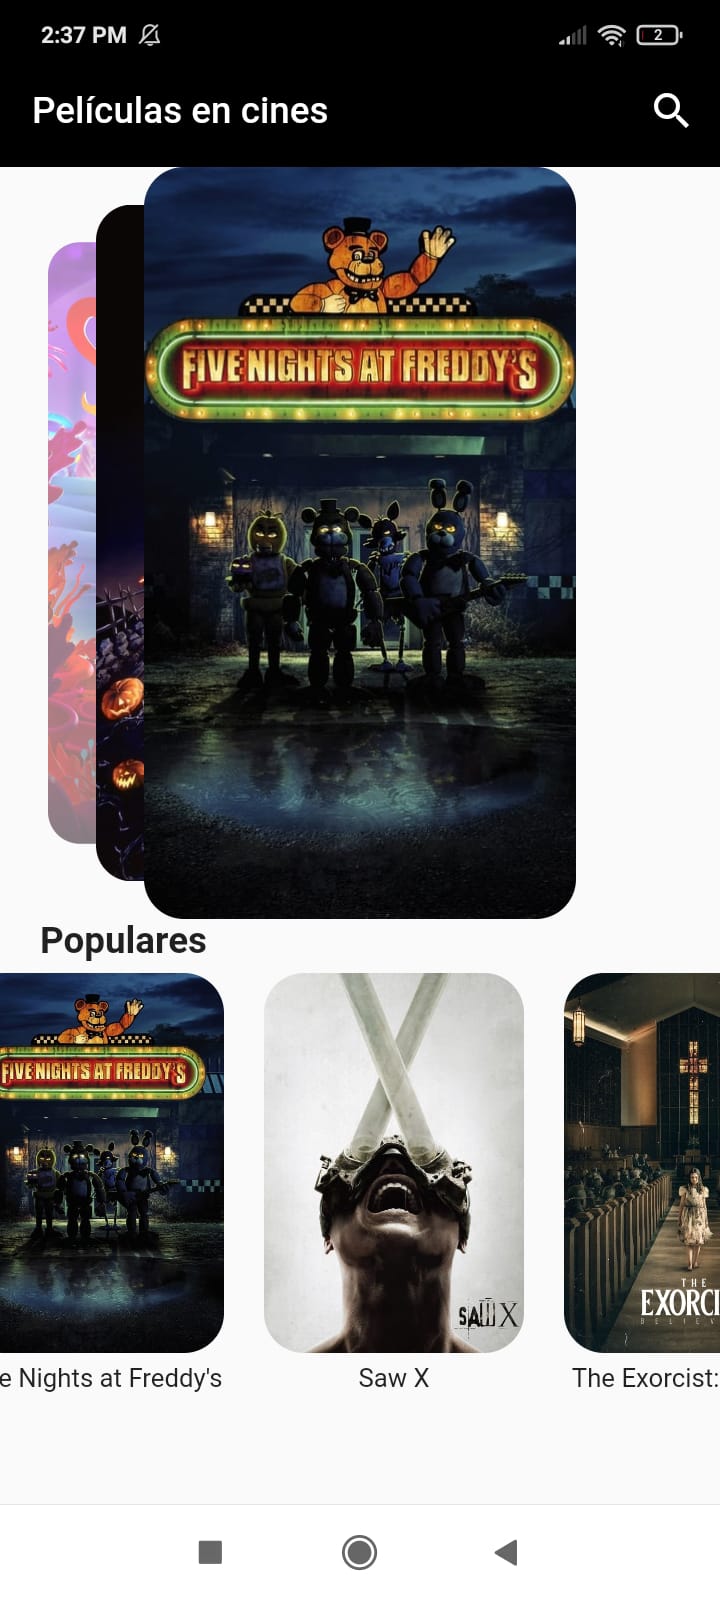 2:37 PM
2
Películas en cines
FIVE NIGHTS AT FREDDY'S
Populares
FIVE NIGHTS AT FREDDY'S
SAW X
THE
EXORCI
BELIEV
e Nights at Freddy's
Saw X
The Exorcist: